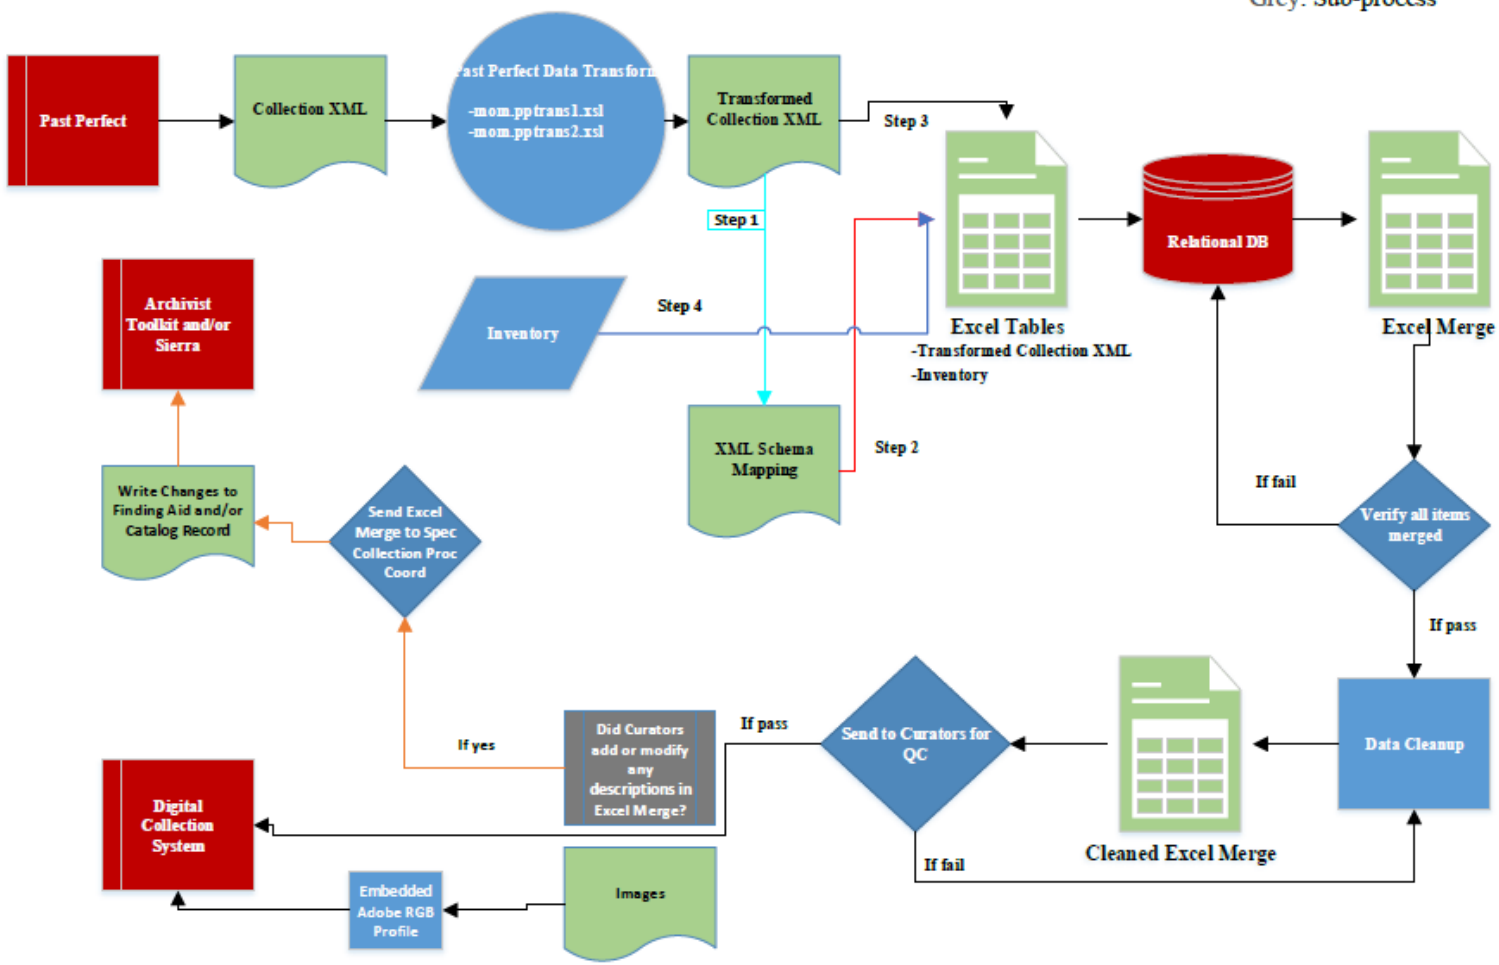 Grey: Sub-process
Past Perfect
Collection XML
ast Perfect Data Transform
-mom.pptrans1.xsl
-mom.pptrans2.xsl
Transformed
Collection XML
Step 3
Step 1
Relational DB
Archivist
Toolkit and/or
Sierra
Inventory
Step 4
Excel Tables
-Transformed Collection XML
-Inventory
Excel Merge
XML Schema
Mapping
Step 2
If fail
Verify all items
merged
Write Changes to
Finding Aid and/or
Catalog Record
Send Excel
Merge to Spec
Collection Proc
Coord
If pass
Did Curators
add or modify
any
descriptions in
Excel Merge?
If yes
If pass
Send to Curators for
QC
Data Cleanup
Cleaned Excel Merge
If fail
Digital
Collection
System
Embedded
Adobe RGB
Profile
Images